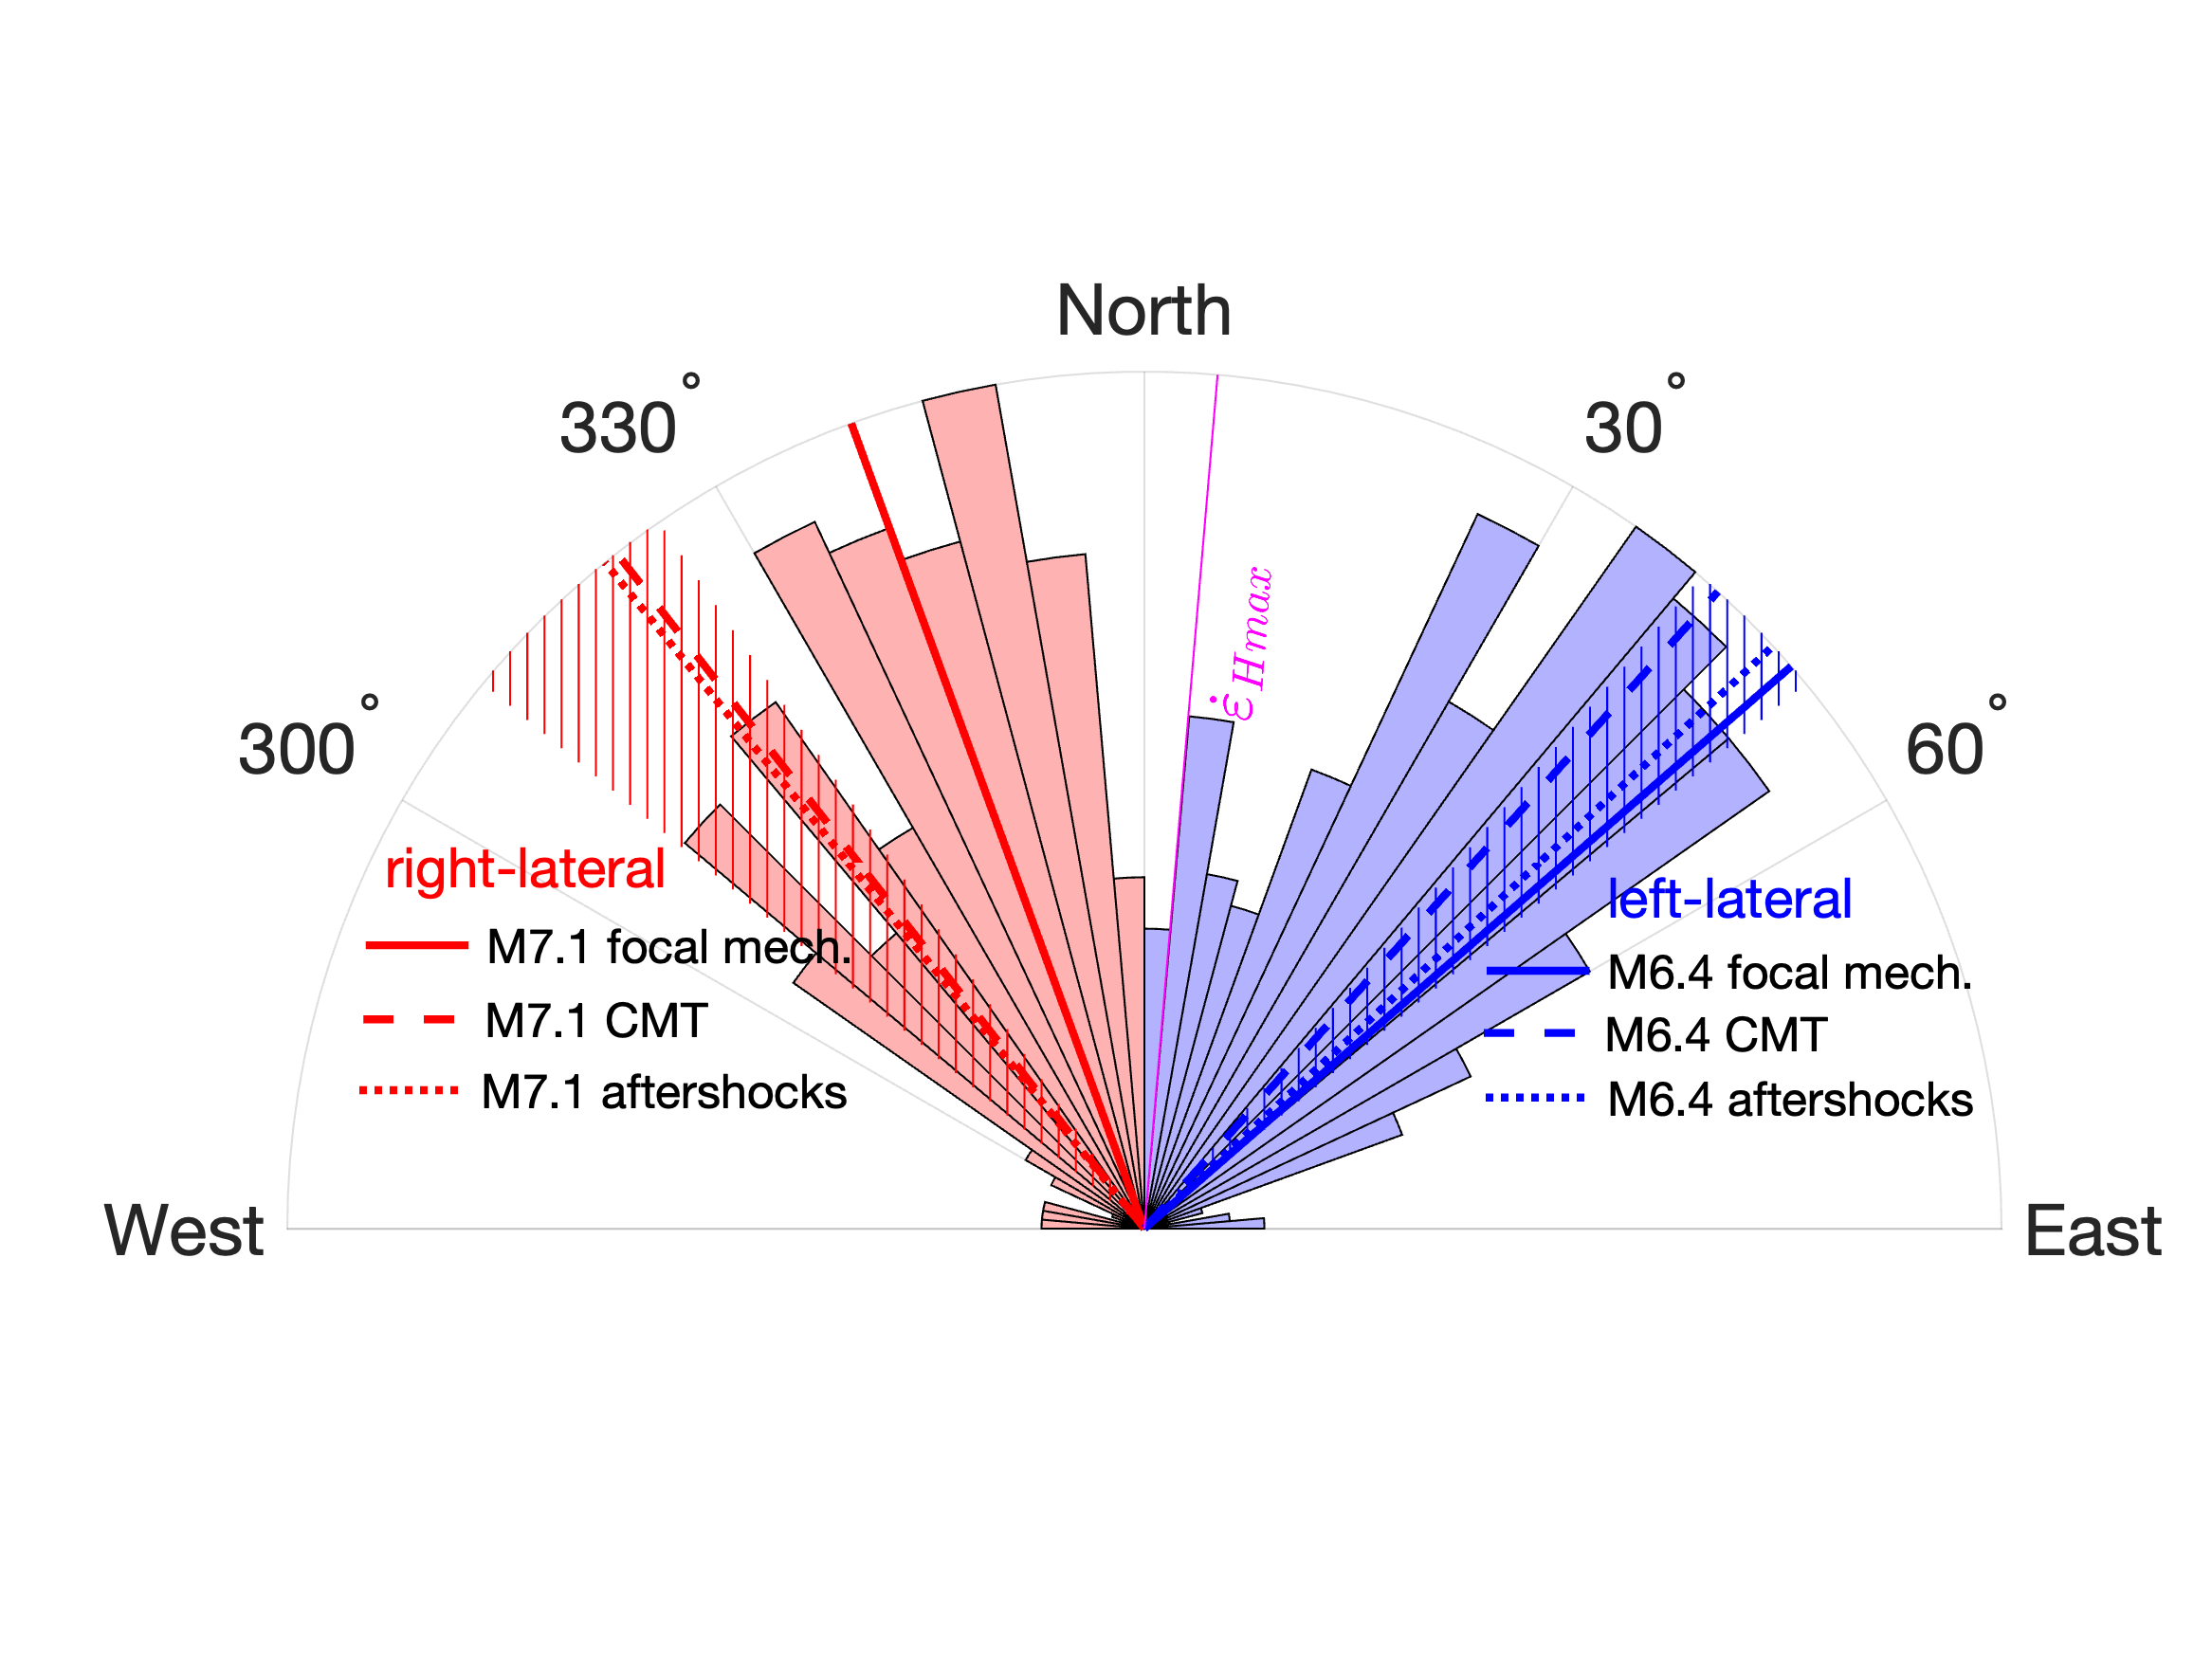 North
330°
30°
300°
60°
right-lateral
M7.1 focal mech.
M7.1 CMT
M7.1 aftershocks
ε̇Hmax
left-lateral
M6.4 focal mech.
M6.4 CMT
M6.4 aftershocks
West
East